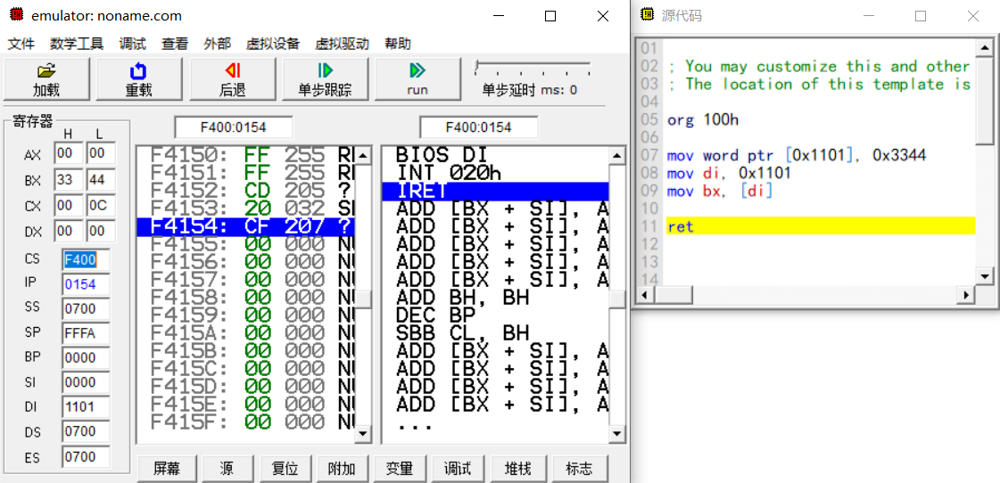 emulator: noname.com
文件 数学工具 调试 查看 外部 虚拟设备 虚拟驱动 帮助
加载 重载 后退 单步跟踪 run 单步延时 ms: 0
寄存器
H L
AX 00 00
BX 33 44
CX 00 0C
DX 00 00
CS F400
IP 0154
SS 0700
SP FFFA
BP 0000
SI 0000
DI 1101
DS 0700
ES 0700
F400:0154
F4150: FF 255 RI
F4151: FF 255 RI
F4152: CD 205 ?
F4153: 20 032 SI
F4154: CF 207 ?
F4155: 00 000 NU
F4156: 00 000 NU
F4157: 00 000 NU
F4158: 00 000 NU
F4159: 00 000 NU
F415A: 00 000 NU
F415B: 00 000 NU
F415C: 00 000 NU
F415D: 00 000 NU
F415E: 00 000 NU
F415F: 00 000 NU
F400:0154
BIOS DI
INT 020h
IRET
ADD [BX + SI], A
ADD [BX + SI], A
ADD [BX + SI], A
ADD [BX + SI], A
ADD [BX + SI], A
ADD BH, BH
DEC BP
SBB CL, BH
ADD [BX + SI], A
ADD [BX + SI], A
ADD [BX + SI], A
ADD [BX + SI], A
...
屏幕 源 复位 附加 变量 调试 堆栈 标志
源代码
01
02 ; You may customize this and other
03 ; The location of this template is
04
05 org 100h
06
07 mov word ptr [0x1101], 0x3344
08 mov di, 0x1101
09 mov bx, [di]
10
11 ret
12
13
14